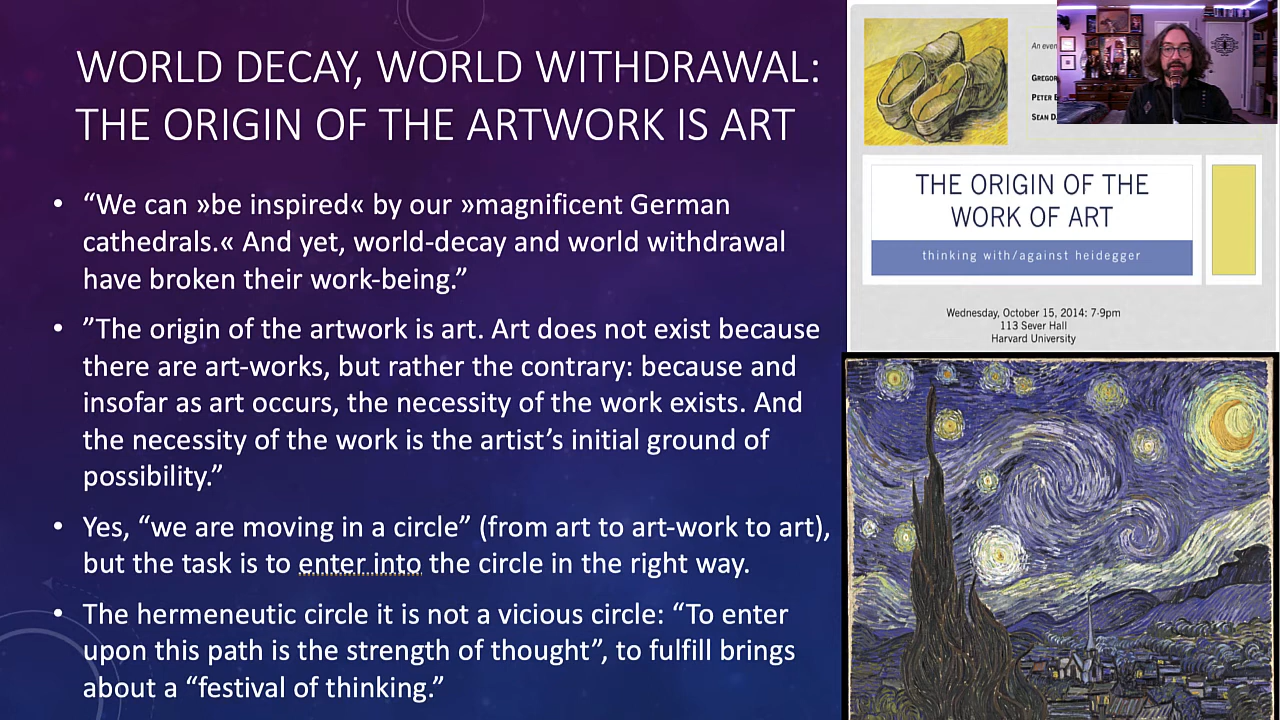 WORLD DECAY, WORLD WITHDRAWAL:
THE ORIGIN OF THE ARTWORK IS ART
• “We can »be inspired« by our »magnificent German
cathedrals.« And yet, world-decay and world withdrawal
have broken their work-being.”
• ”The origin of the artwork is art. Art does not exist because
there are art-works, but rather the contrary: because and
insofar as art occurs, the necessity of the work exists. And
the necessity of the work is the artist’s initial ground of
possibility.”
• Yes, “we are moving in a circle” (from art to art-work to art),
but the task is to enter into the circle in the right way.
• The hermeneutic circle it is not a vicious circle: “To enter
upon this path is the strength of thought”, to fulfill brings
about a “festival of thinking.”
An even
GREGOR
PETER
SEAN D.
THE ORIGIN OF THE
WORK OF ART
thinking with/against heidegger
Wednesday, October 15, 2014: 7-9pm
113 Sever Hall
Harvard University